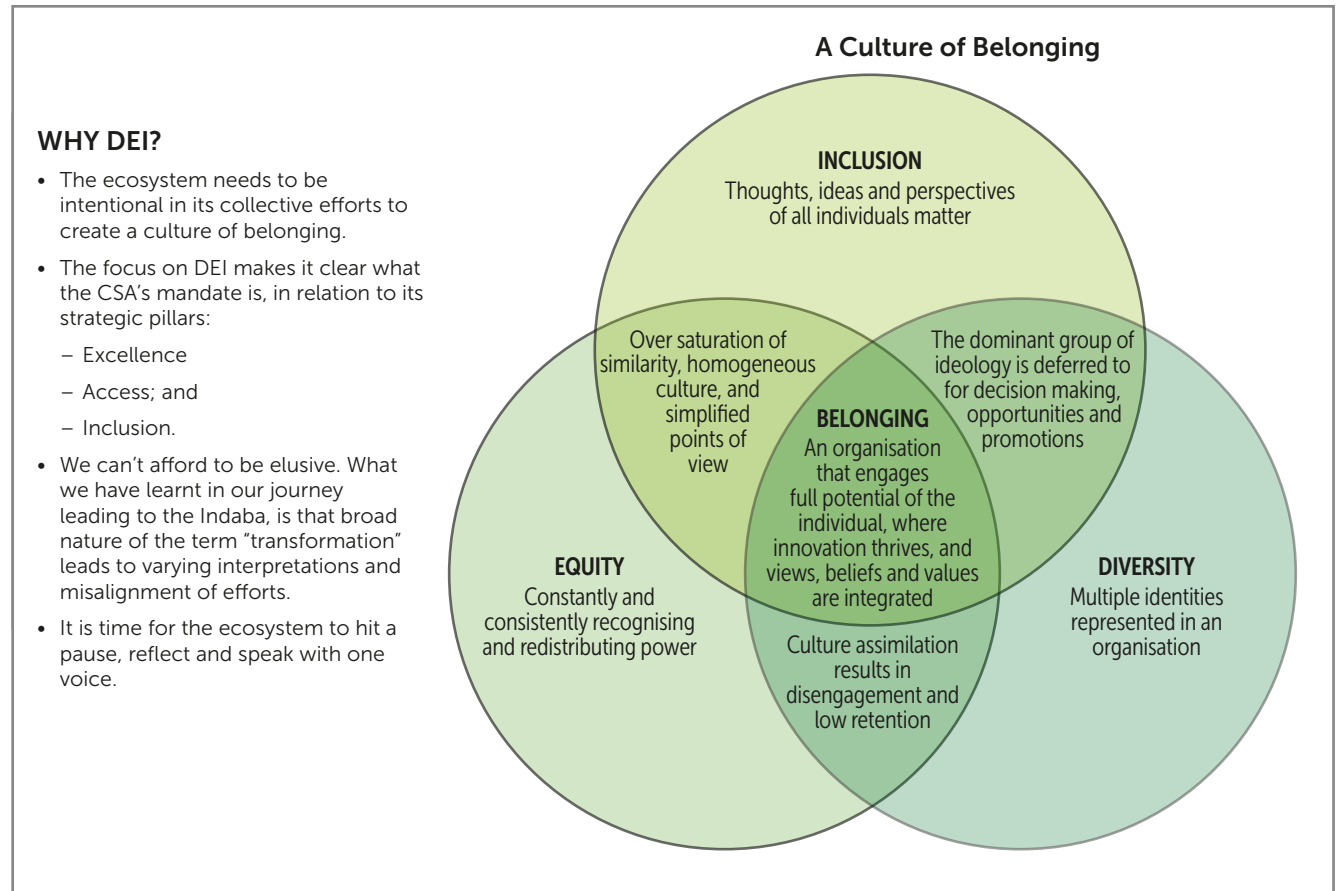 WHY DEI?
• The ecosystem needs to be
intentional in its collective efforts to
create a culture of belonging.
• The focus on DEI makes it clear what
the CSA's mandate is, in relation to its
strategic pillars:
– Excellence
– Access; and
– Inclusion.
• We can't afford to be elusive. What
we have learnt in our journey
leading to the Indaba, is that broad
nature of the term “transformation”
leads to varying interpretations and
misalignment of efforts.
• It is time for the ecosystem to hit a
pause, reflect and speak with one
voice.
A Culture of Belonging
INCLUSION
Thoughts, ideas and perspectives
of all individuals matter
Over saturation of
similarity, homogeneous
culture, and
simplified
points of
view
The dominant group of
ideology is deferred to
for decision making,
opportunities and
promotions
BELONGING
An organisation
that engages
full potential of the
individual, where
innovation thrives, and
views, beliefs and values
are integrated
EQUITY
Constantly and
consistently recognising
and redistributing power
DIVERSITY
Multiple identities
represented in an
organisation
Culture assimilation
results in
disengagement and
low retention